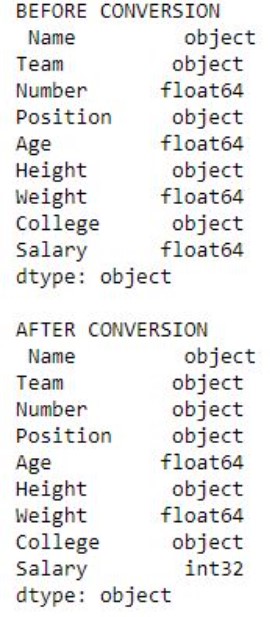 BEFORE CONVERSION
Name object
Team object
Number float64
Position object
Age float64
Height object
Weight float64
College object
Salary float64
dtype: object
AFTER CONVERSION
Name object
Team object
Number object
Position object
Age float64
Height object
Weight float64
College object
Salary int32
dtype: object